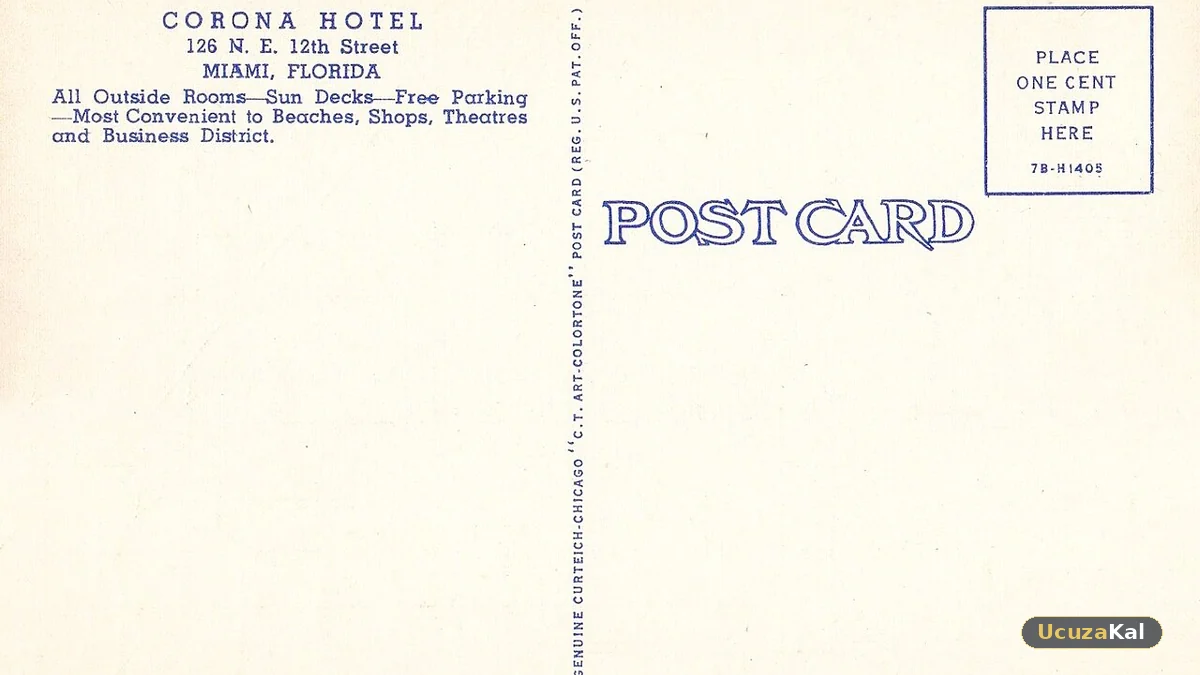 CORONA HOTEL
126 N. E. 12th Street
MIAMI, FLORIDA
All Outside Rooms—Sun Decks—Free Parking
—Most Convenient to Beaches, Shops, Theatres
and Business District.
GENUINE CURTEICH-CHICAGO "C.T. ART-COLORTONE" POST CARD (REG. U.S. PAT. OFF.)
POST CARD
PLACE
ONE CENT
STAMP
HERE
7B-H1405
UcuzaKal